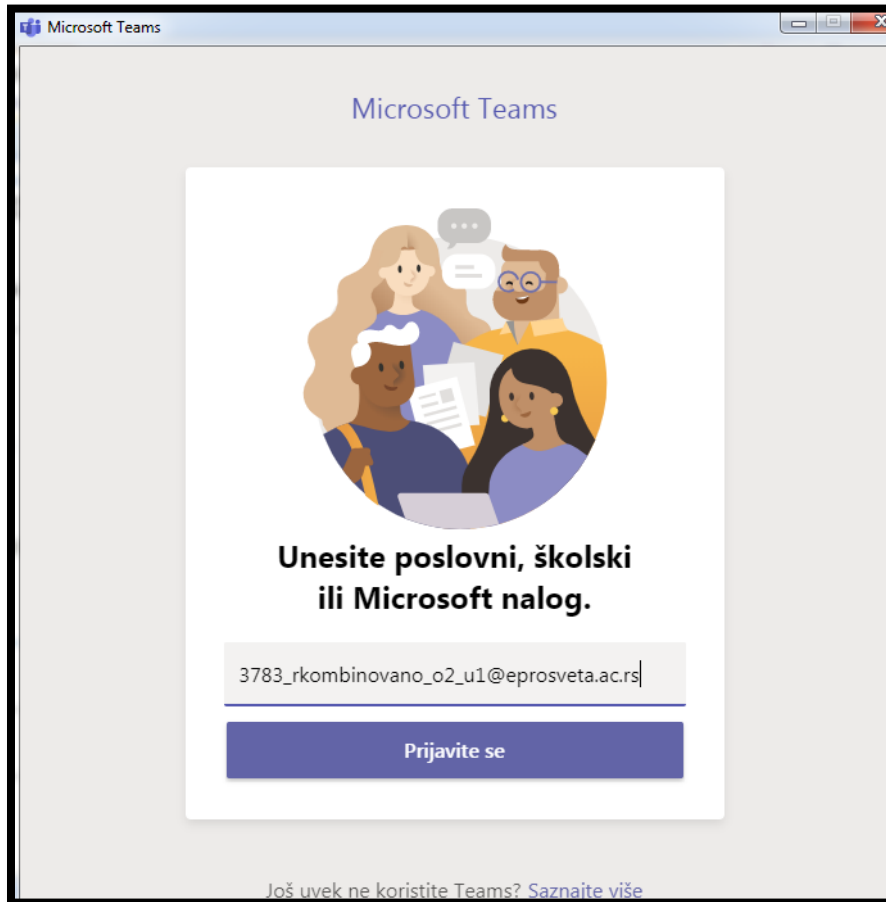 Microsoft Teams
Microsoft Teams
Unesite poslovni, školski
ili Microsoft nalog.
3783_rkombinovano_o2_u1@eprosveta.ac.rs
Prijavite se
Još uvek ne koristite Teams? Saznajte više